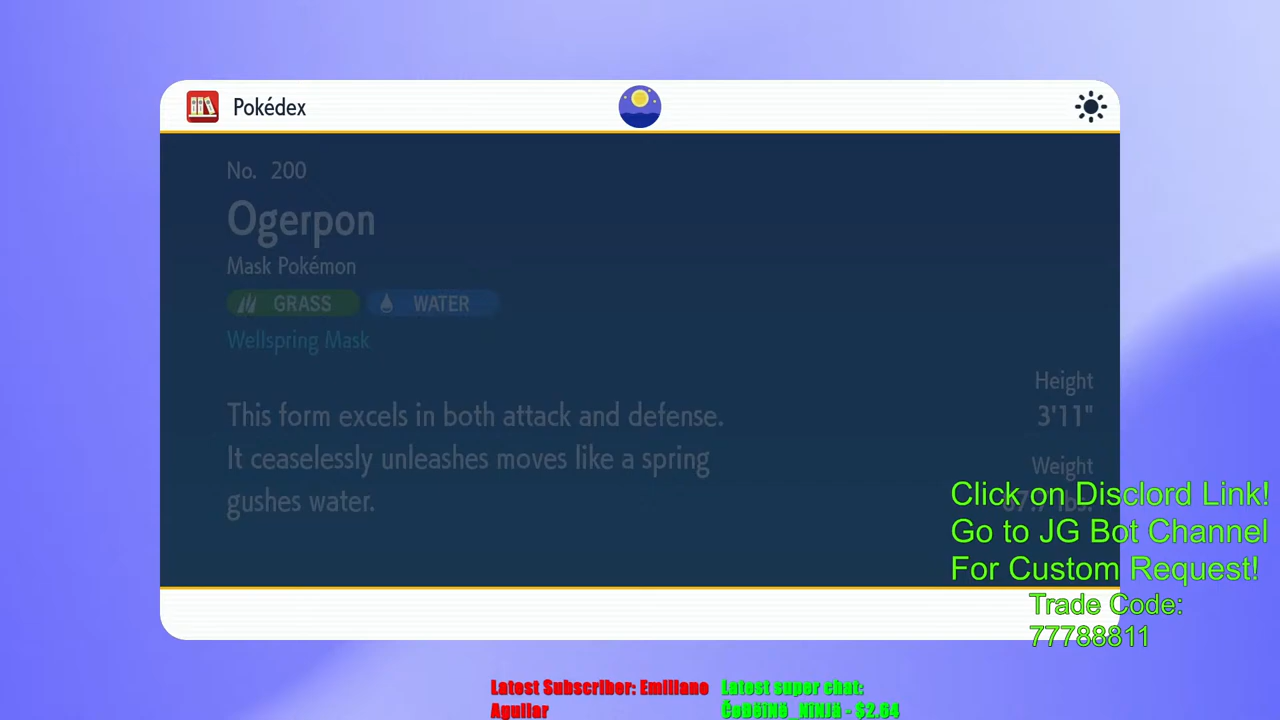 Pokédex
No. 200
Ogerpon
Mask Pokémon
GRASS WATER
Wellspring Mask
This form excels in both attack and defense.
It ceaselessly unleashes moves like a spring
gushes water.
Height
3'11"
Weight
lbs.
Click on Disclord Link!
Go to JG Bot Channel
For Custom Request!
Trade Code:
77788811
Latest Subscriber: Emiliano
Aguilar
Latest super chat:
- $2.64